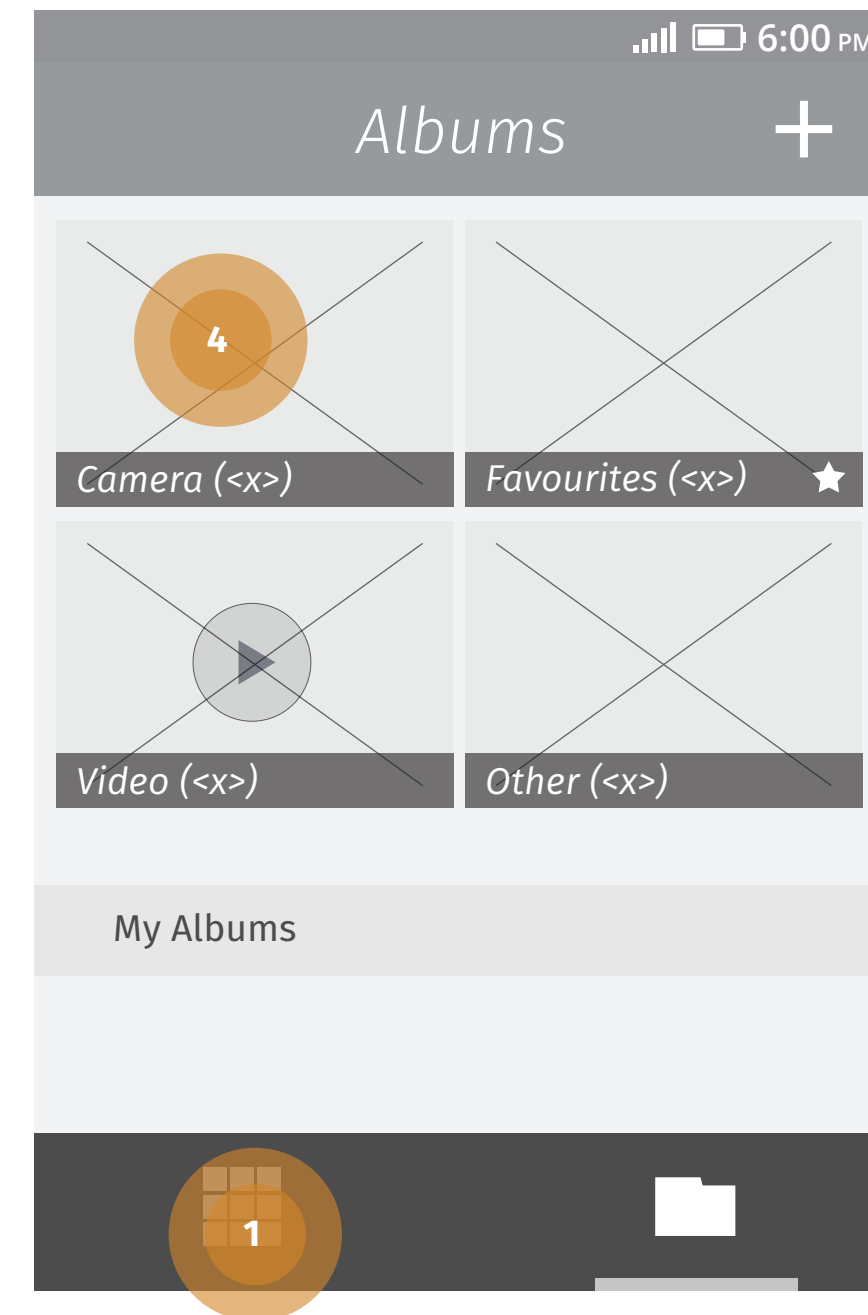 6:00 PM
Albums
4
Camera (<x>)
Favourites (<x>)
Video (<x>)
Other (<x>)
My Albums
1